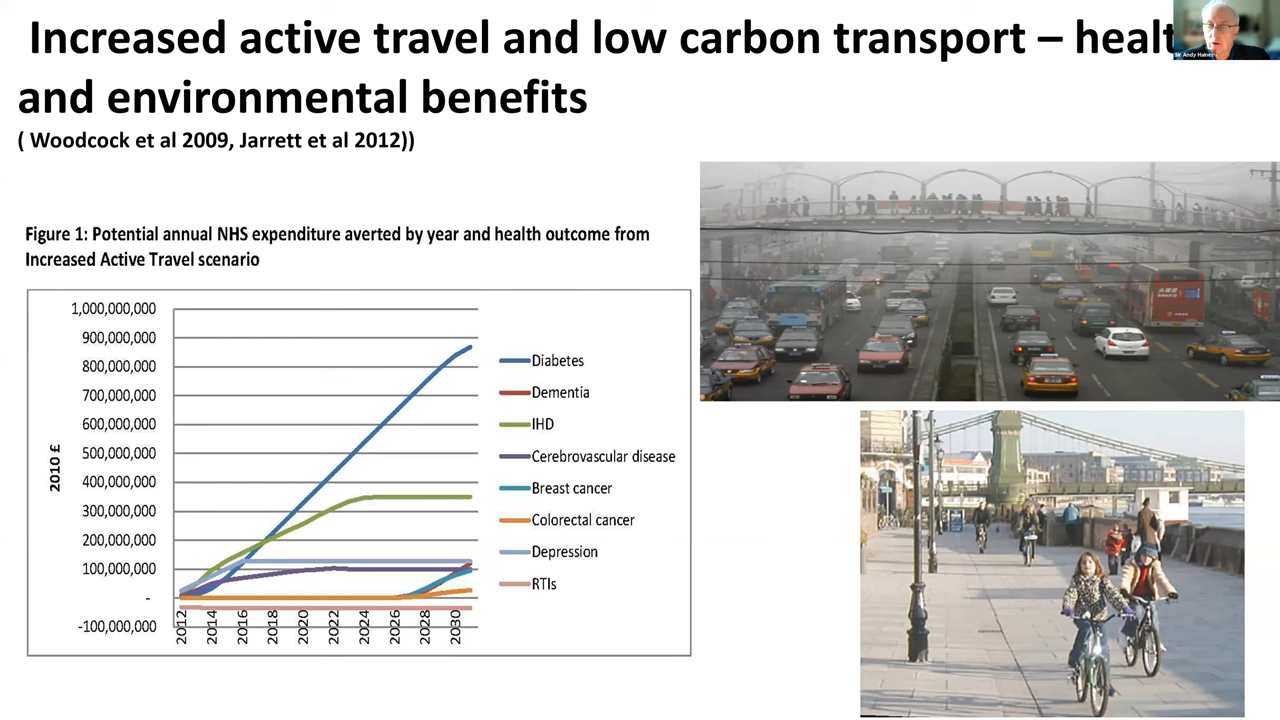 Increased active travel and low carbon transport – healt
and environmental benefits
( Woodcock et al 2009, Jarrett et al 2012))
Sir Andy Haines
Figure 1: Potential annual NHS expenditure averted by year and health outcome from
Increased Active Travel scenario
1,000,000,000
900,000,000
800,000,000
700,000,000
600,000,000
500,000,000
400,000,000
300,000,000
200,000,000
100,000,000
-
-100,000,000
2010 £
2012
2014
2016
2018
2020
2022
2024
2026
2028
2030
Diabetes
Dementia
IHD
Cerebrovascular disease
Breast cancer
Colorectal cancer
Depression
RTIs